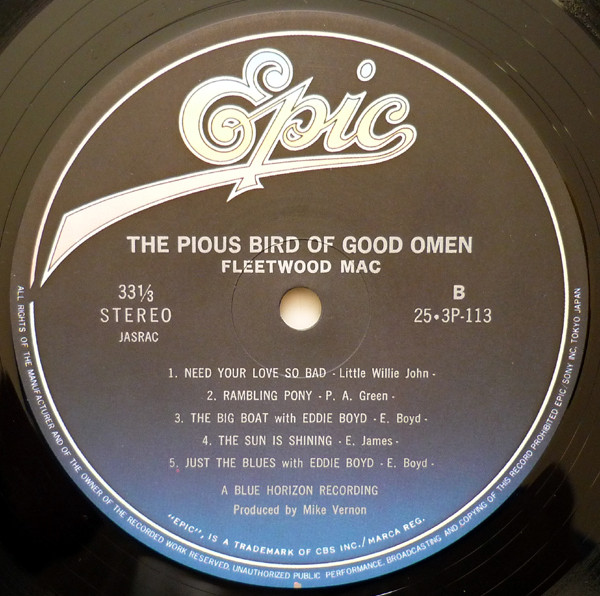 Epic
THE PIOUS BIRD OF GOOD OMEN
FLEETWOOD MAC
33 1/3
STEREO
JASRAC
B
25•3P-113
1. NEED YOUR LOVE SO BAD - Little Willie John -
2. RAMBLING PONY - P. A. Green -
3. THE BIG BOAT with EDDIE BOYD - E. Boyd -
4. THE SUN IS SHINING - E. James -
5. JUST THE BLUES with EDDIE BOYD - E. Boyd -
A BLUE HORIZON RECORDING
Produced by Mike Vernon
"EPIC", IS A TRADEMARK OF CBS INC./MARCA REG.
ALL RIGHTS OF THE MANUFACTURER AND OF THE OWNER OF THE RECORDED WORK RESERVED. UNAUTHORIZED PUBLIC PERFORMANCE, BROADCASTING AND COPYING OF THIS RECORD PROHIBITED EPIC/SONY INC. TOKYO JAPAN